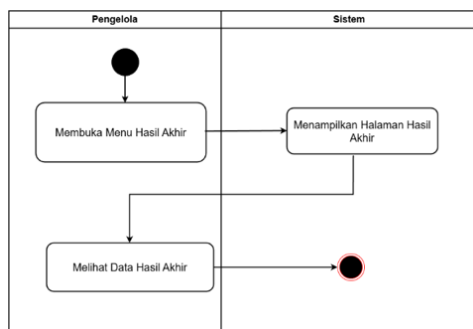 Pengelola
Sistem
Membuka Menu Hasil Akhir
Menampilkan Halaman Hasil
Akhir
Melihat Data Hasil Akhir